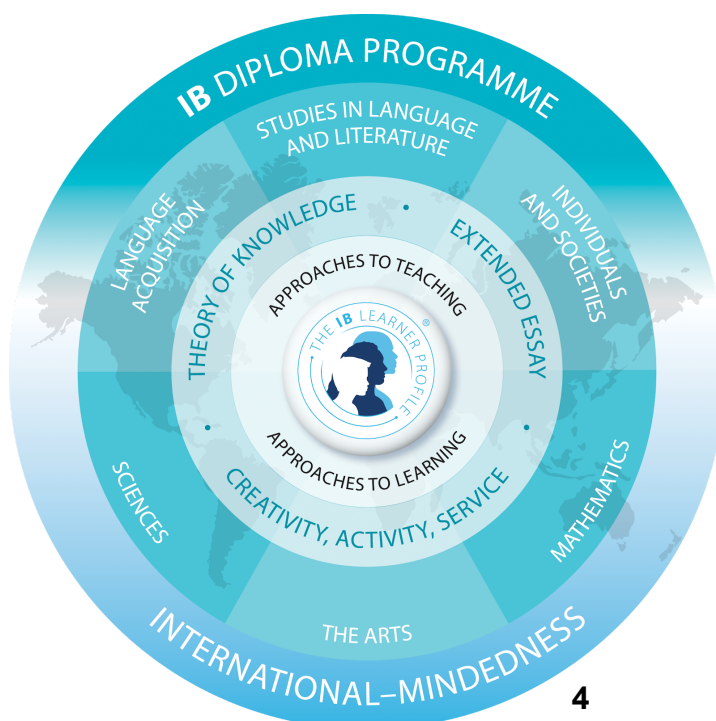 IB DIPLOMA PROGRAMME
STUDIES IN LANGUAGE
AND LITERATURE
LANGUAGE
ACQUISITION
INDIVIDUALS
AND SOCIETIES
THEORY OF KNOWLEDGE
•
EXTENDED ESSAY
•
•
APPROACHES TO TEACHING
THE IB LEARNER PROFILE
®
APPROACHES TO LEARNING
CREATIVITY, ACTIVITY, SERVICE
SCIENCES
MATHEMATICS
THE ARTS
INTERNATIONAL–MINDEDNESS
4